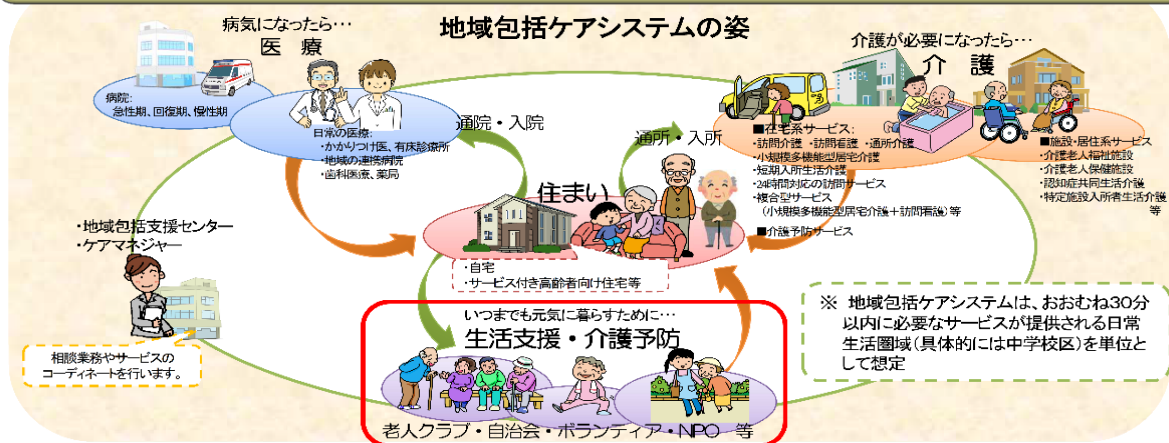 地域包括ケアシステムの姿
病気になったら…
医 療
病院:
急性期、回復期、慢性期
日常の医療:
・かかりつけ医、有床診療所
・地域の連携病院
・歯科医療、薬局
通院・入院
通所・入所
介護が必要になったら…
介 護
■在宅系サービス:
・訪問介護 ・訪問看護 ・通所介護
・小規模多機能型居宅介護
・短期入所生活介護
・24時間対応の訪問サービス
・複合型サービス
(小規模多機能型居宅介護+訪問看護)等
■介護予防サービス
■施設・居住系サービス
・介護老人福祉施設
・介護老人保健施設
・認知症共同生活介護
・特定施設入所者生活介護
等
住まい
・自宅
・サービス付き高齢者向け住宅等
・地域包括支援センター
・ケアマネジャー
相談業務やサービスの
コーディネートを行います。
いつまでも元気に暮らすために…
生活支援・介護予防
老人クラブ・自治会・ボランティア・NPO 等
※ 地域包括ケアシステムは、おおむね30分
以内に必要なサービスが提供される日常
生活圏域(具体的には中学校区)を単位と
して想定